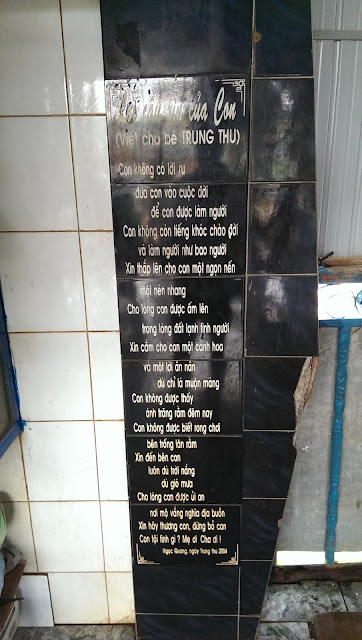 của Con
(Viết cho bé TRUNG THU)
Con không có lời ru
đưa con vào cuộc đời
để con được làm người
Con không còn tiếng khóc chào đời
và làm người như bao người
Xin thắp lên cho con một ngọn nến
một nén nhang
Cho lòng con được ấm lên
trong lòng đất lạnh tình người
Xin cắm cho con một cành hoa
và một lời ăn năn
dù chỉ là muộn màng
Con không được thấy
ánh trăng rằm đêm nay
Con không được biết rong chơi
bên trống lân rằm
Xin đến bên con
luôn dù trời nắng
dù gió mưa
Cho lòng con được ủi an
nơi mộ vắng nghĩa địa buồn
Xin hãy thương con, đừng bỏ con
Con tội tình gì ? Mẹ ơi Cha ơi !
Ngọc Quang, ngày Trung thu 2004